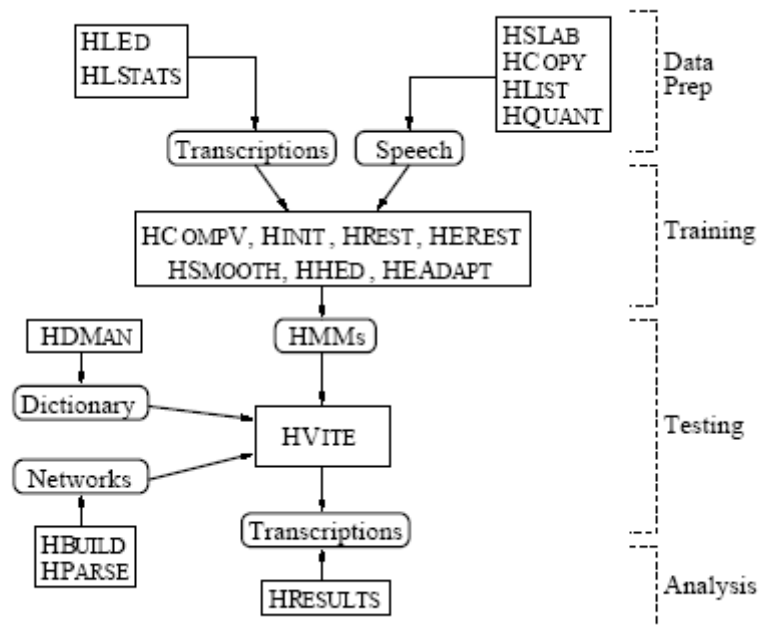 HLED
HLSTATS
HSLAB
HCOPY
HLIST
HQUANT
Data
Prep
Transcriptions
Speech
Training
HCOMPV, HINIT, HREST, HEREST
HSMOOTH, HHED, HEADAPT
HDMAN
HMMs
Dictionary
HVITE
Testing
Networks
Transcriptions
HBUILD
HPARSE
HRESULTS
Analysis